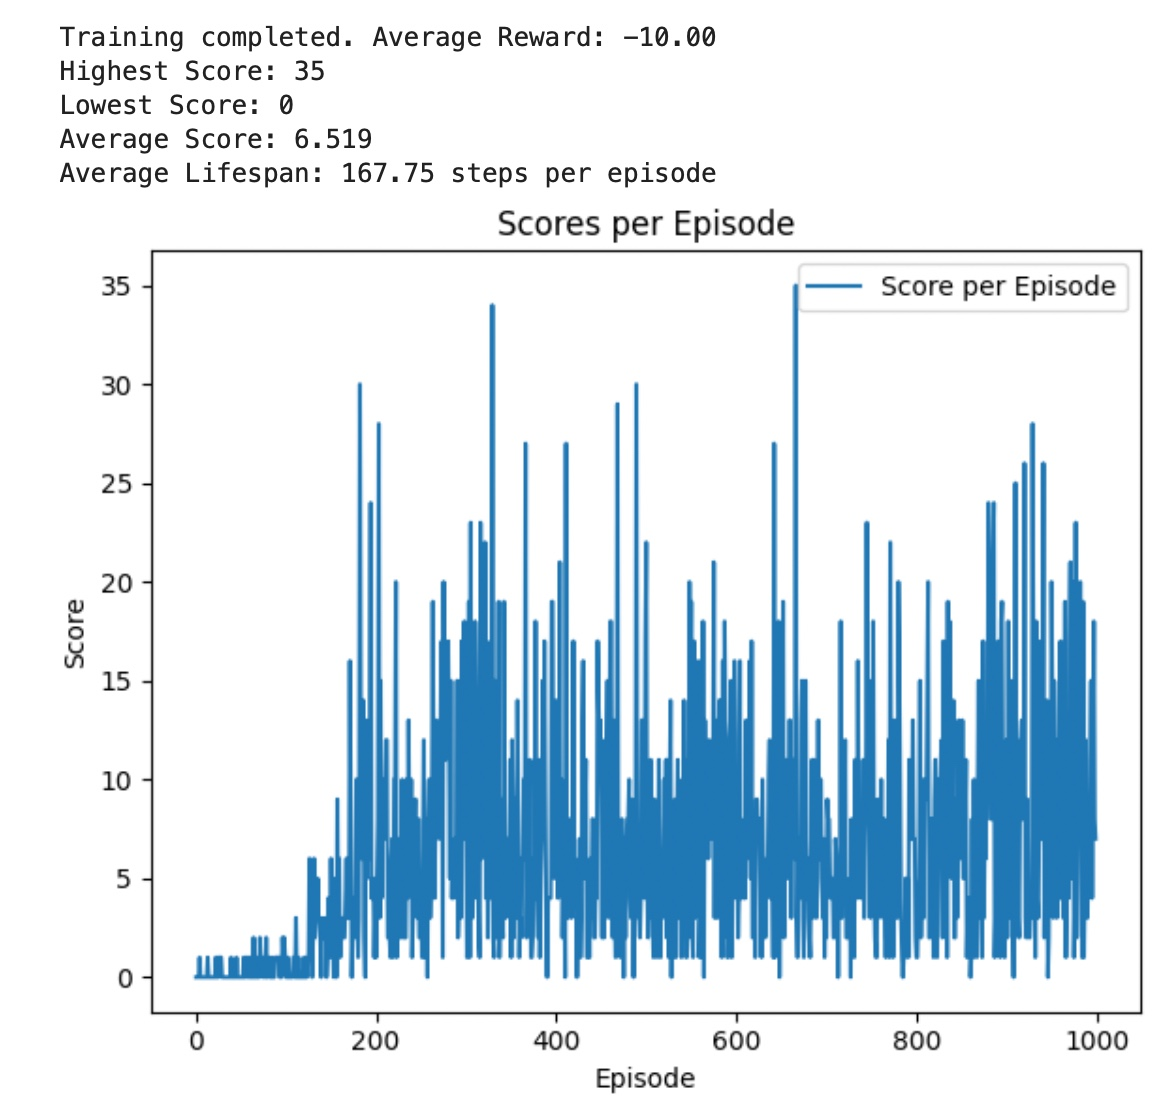 Training completed. Average Reward: -10.00
Highest Score: 35
Lowest Score: 0
Average Score: 6.519
Average Lifespan: 167.75 steps per episode
Scores per Episode
Score per Episode
35
30
25
20
15
10
5
0
Score
0 200 400 600 800 1000
Episode